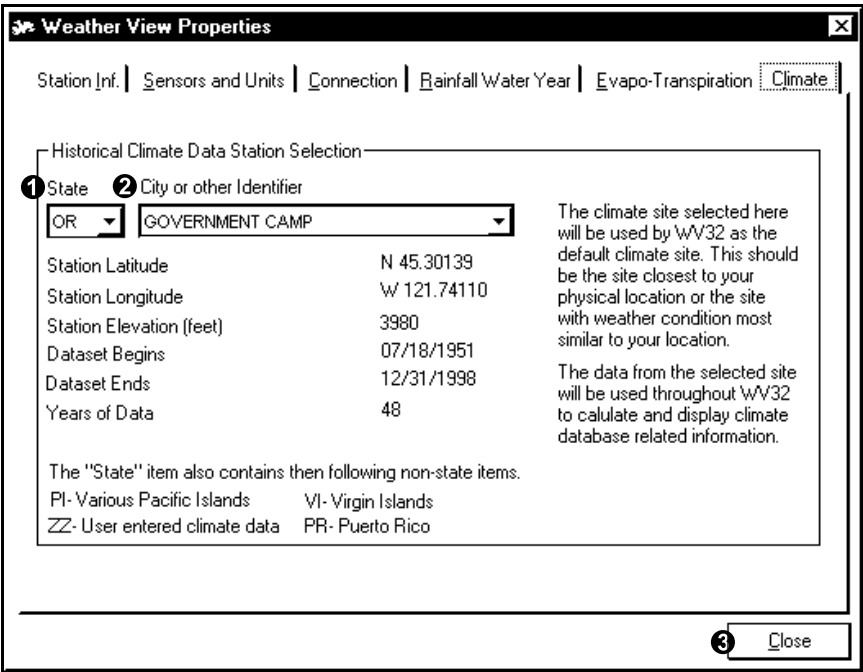 Weather View Properties
Station Inf. Sensors and Units Connection Rainfall Water Year Evapo-Transpiration Climate
Historical Climate Data Station Selection
1 State 2 City or other Identifier
OR GOVERNMENT CAMP
Station Latitude N 45.30139
Station Longitude W 121.74110
Station Elevation (feet) 3980
Dataset Begins 07/18/1951
Dataset Ends 12/31/1998
Years of Data 48
The climate site selected here
will be used by WV32 as the
default climate site. This should
be the site closest to your
physical location or the site
with weather condition most
similar to your location.
The data from the selected site
will be used throughout WV32
to calulate and display climate
database related information.
The "State" item also contains then following non-state items.
PI- Various Pacific Islands VI- Virgin Islands
ZZ- User entered climate data PR- Puerto Rico
3 Close